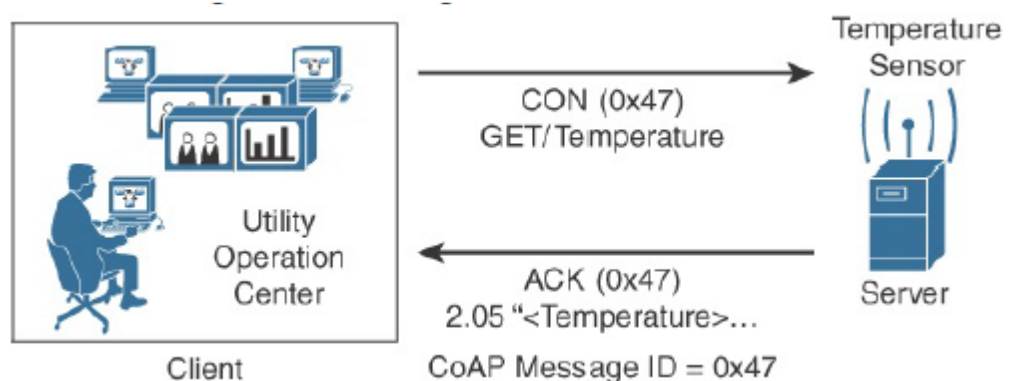 Temperature
Sensor
CON (0x47)
GET/Temperature
Utility
Operation
Center
ACK (0x47)
2.05 “<Temperature>...
Server
Client
CoAP Message ID = 0x47